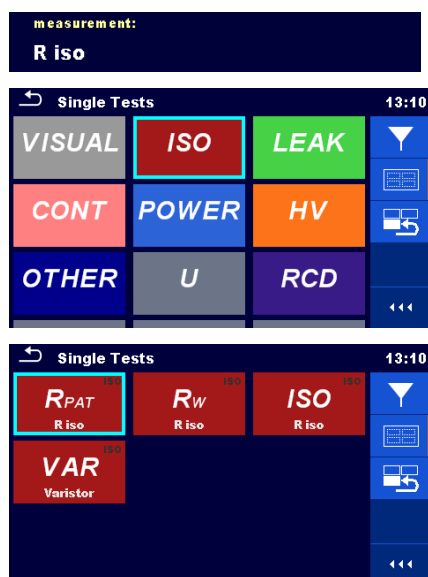 measurement:
R iso
Single Tests 13:10
VISUAL ISO LEAK
CONT POWER HV
OTHER U RCD
Single Tests 13:10
ISO ISO ISO
RPAT RW ISO
R iso R iso R iso
ISO
VAR
Varistor